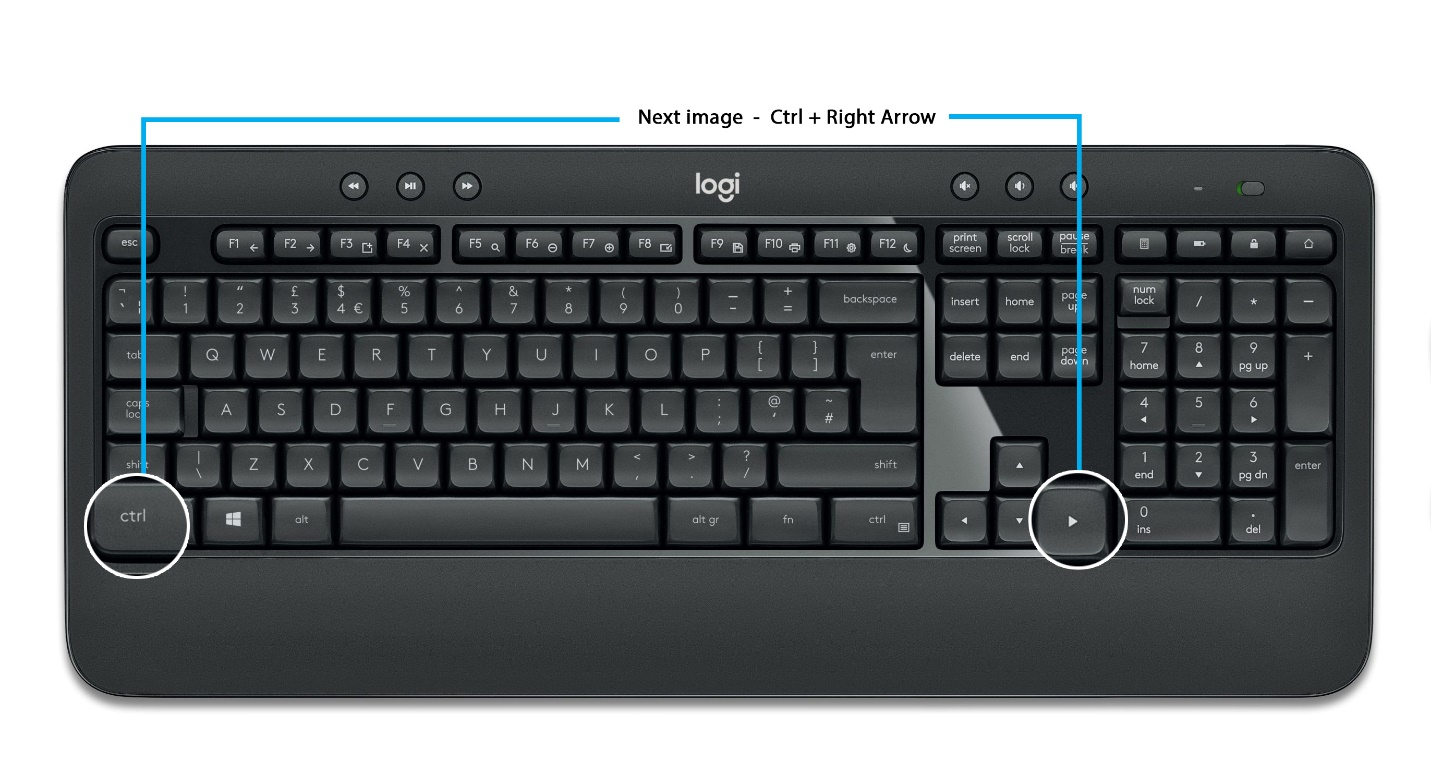 Next image - Ctrl + Right Arrow
logi
esc F1 F2 F3 F4 F5 F6 F7 F8 F9 F10 F11 F12 print screen scroll lock pause break
¬ ` ¦ ! 1 “ 2 £ 3 $ 4 € % 5 ^ 6 & 7 * 8 ( 9 ) 0 _ - + = backspace insert home page up num lock / * −
tab Q W E R T Y U I O P { [ } ] enter delete end page down 7 home 8 9 pg up +
caps lock A S D F G H J K L : ; @ ‘ ~ # 4 5 6
shift | \ Z X C V B N M < , > . ? / shift 1 end 2 3 pg dn enter
ctrl alt alt gr fn ctrl 0 ins . del